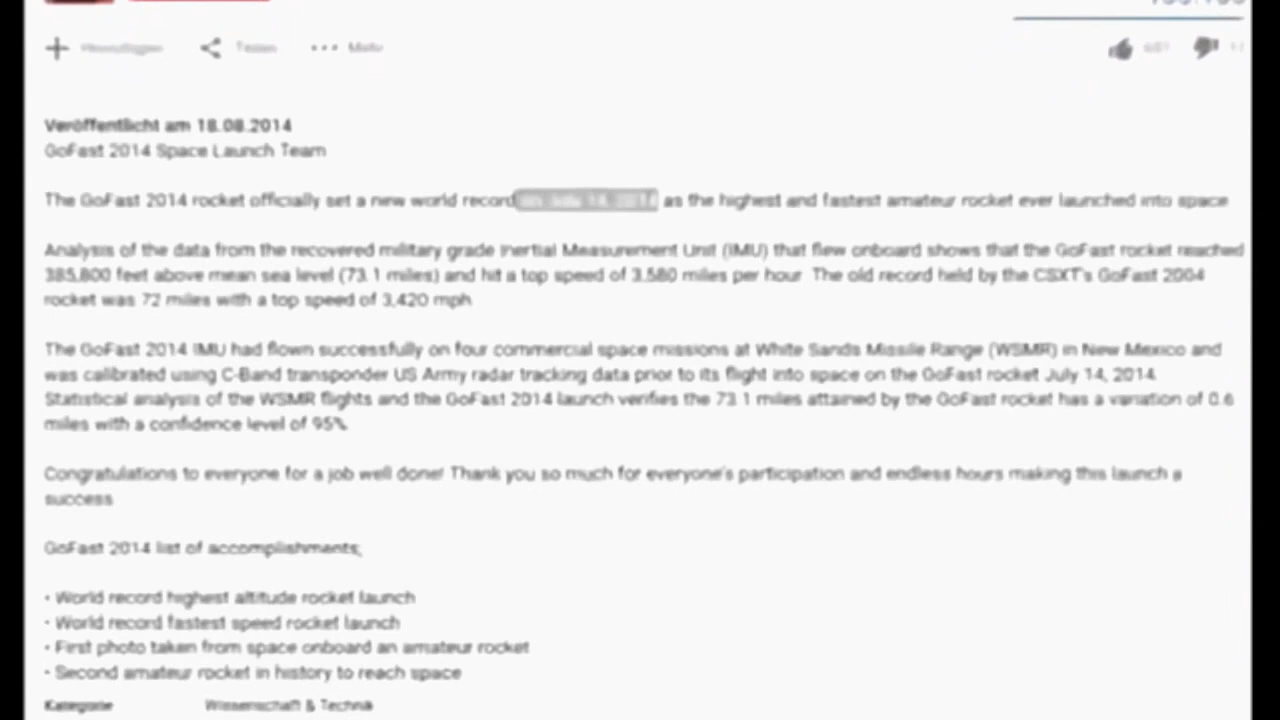 Hinzufügen Teilen Mehr
Veröffentlicht am 18.08.2014
GoFast 2014 Space Launch Team
The GoFast 2014 rocket officially set a new world record on July 14, 2014 as the highest and fastest amateur rocket ever launched into space
Analysis of the data from the recovered military grade Inertial Measurement Unit (IMU) that flew onboard shows that the GoFast rocket reached
385,800 feet above mean sea level (73.1 miles) and hit a top speed of 3,580 miles per hour. The old record held by the CSXT's GoFast 2004
rocket was 72 miles with a top speed of 3,420 mph
The GoFast 2014 IMU had flown successfully on four commercial space missions at White Sands Missile Range (WSMR) in New Mexico and
was calibrated using C-Band transponder US Army radar tracking data prior to its flight into space on the GoFast rocket July 14, 2014.
Statistical analysis of the WSMR flights and the GoFast 2014 launch verifies the 73.1 miles attained by the GoFast rocket has a variation of 0.6
miles with a confidence level of 95%
Congratulations to everyone for a job well done! Thank you so much for everyone's participation and endless hours making this launch a
success
GoFast 2014 list of accomplishments;
• World record highest altitude rocket launch
• World record fastest speed rocket launch
• First photo taken from space onboard an amateur rocket
• Second amateur rocket in history to reach space
Kategorie Wissenschaft & Technik